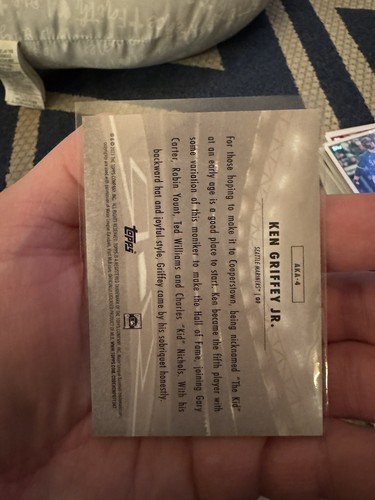 AKA-4
KEN GRIFFEY JR.
SEATTLE MARINERS® | OF
For those hoping to make it to Cooperstown, being nicknamed "The Kid"
at an early age is a good place to start. Ken became the fifth player with
some variation of this moniker to make the Hall of Fame, joining Gary
Carter, Robin Yount, Ted Williams and Charles "Kid" Nichols. With his
backward hat and joyful style, Griffey came by his sobriquet honestly.
Topps